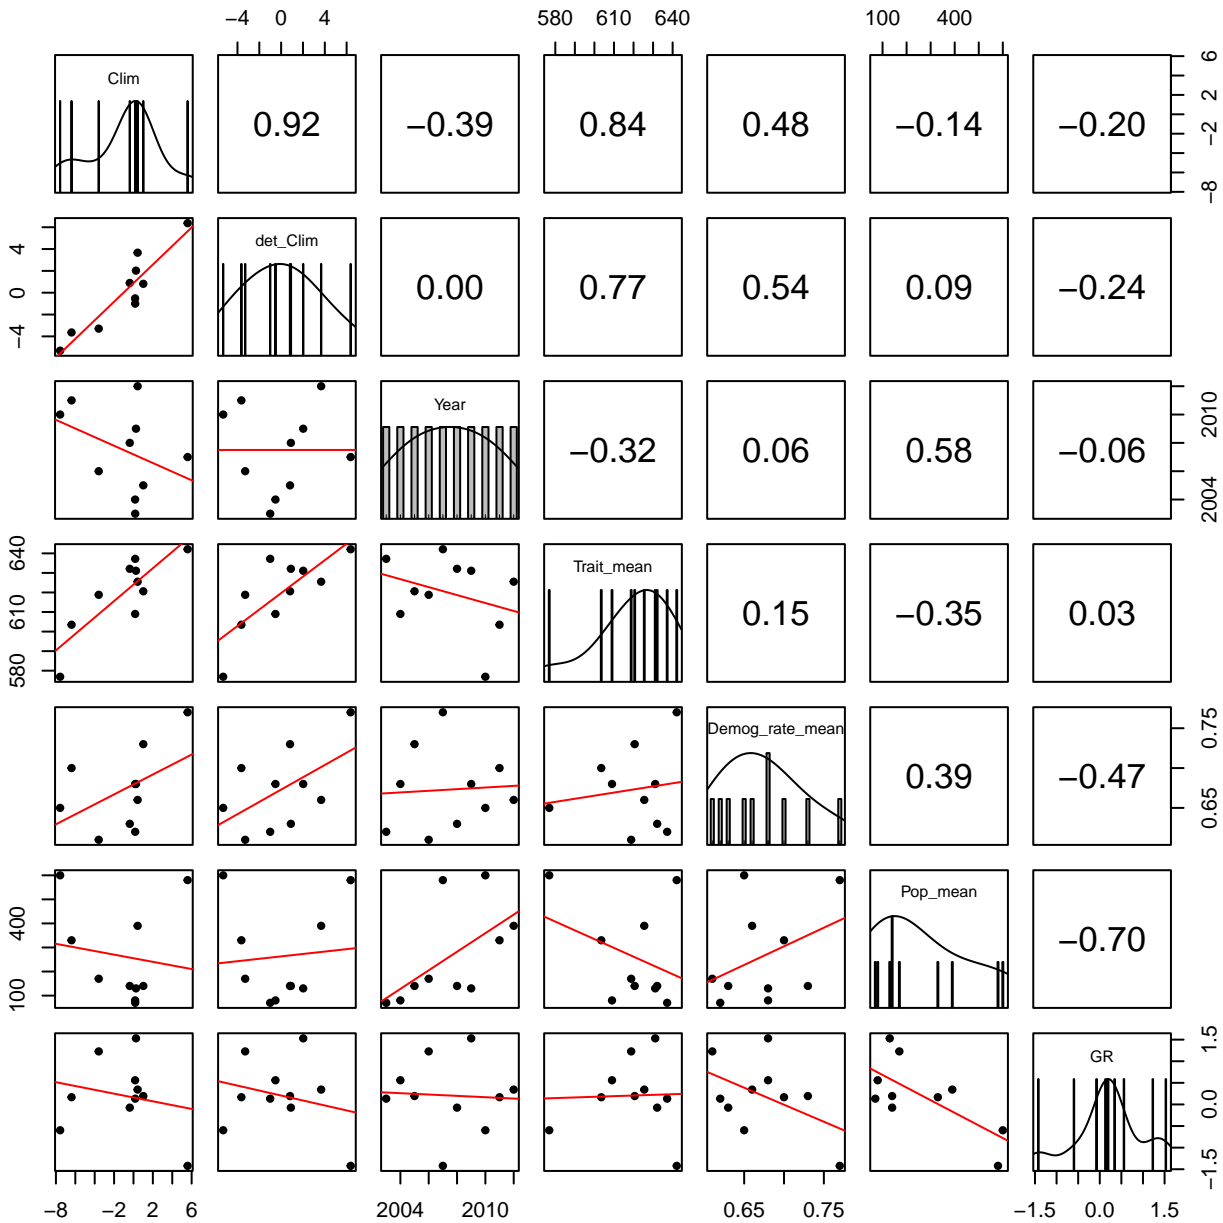 −4 0 4 580 610 640 100 400
Clim 0.92 −0.39 0.84 0.48 −0.14 −0.20 −8 −2 2 6
−4 0 4 det_Clim 0.00 0.77 0.54 0.09 −0.24
Year −0.32 0.06 0.58 −0.06 2004 2010
580 610 640 Trait_mean 0.15 −0.35 0.03
Demog_rate_mean 0.39 −0.47 0.65 0.75
100 400 Pop_mean −0.70
GR −1.5 0.0 1.5
−8 −2 2 6 2004 2010 0.65 0.75 −1.5 0.0 1.5